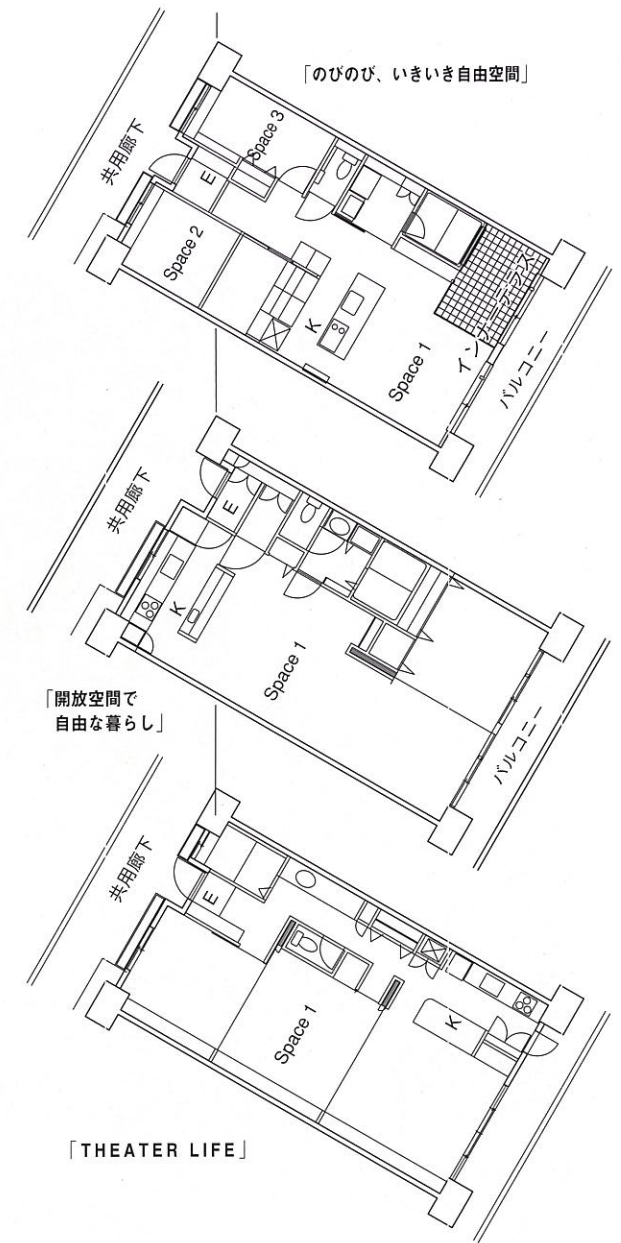 「のびのび、いきいき自由空間」
共用廊下
Space 3
E
Space 2
K
Space 1
インナーテラス
バルコニー
共用廊下
E
K
Space 1
「開放空間で
自由な暮らし」
バルコニー
共用廊下
E
Space 1
K
「THEATER LIFE」